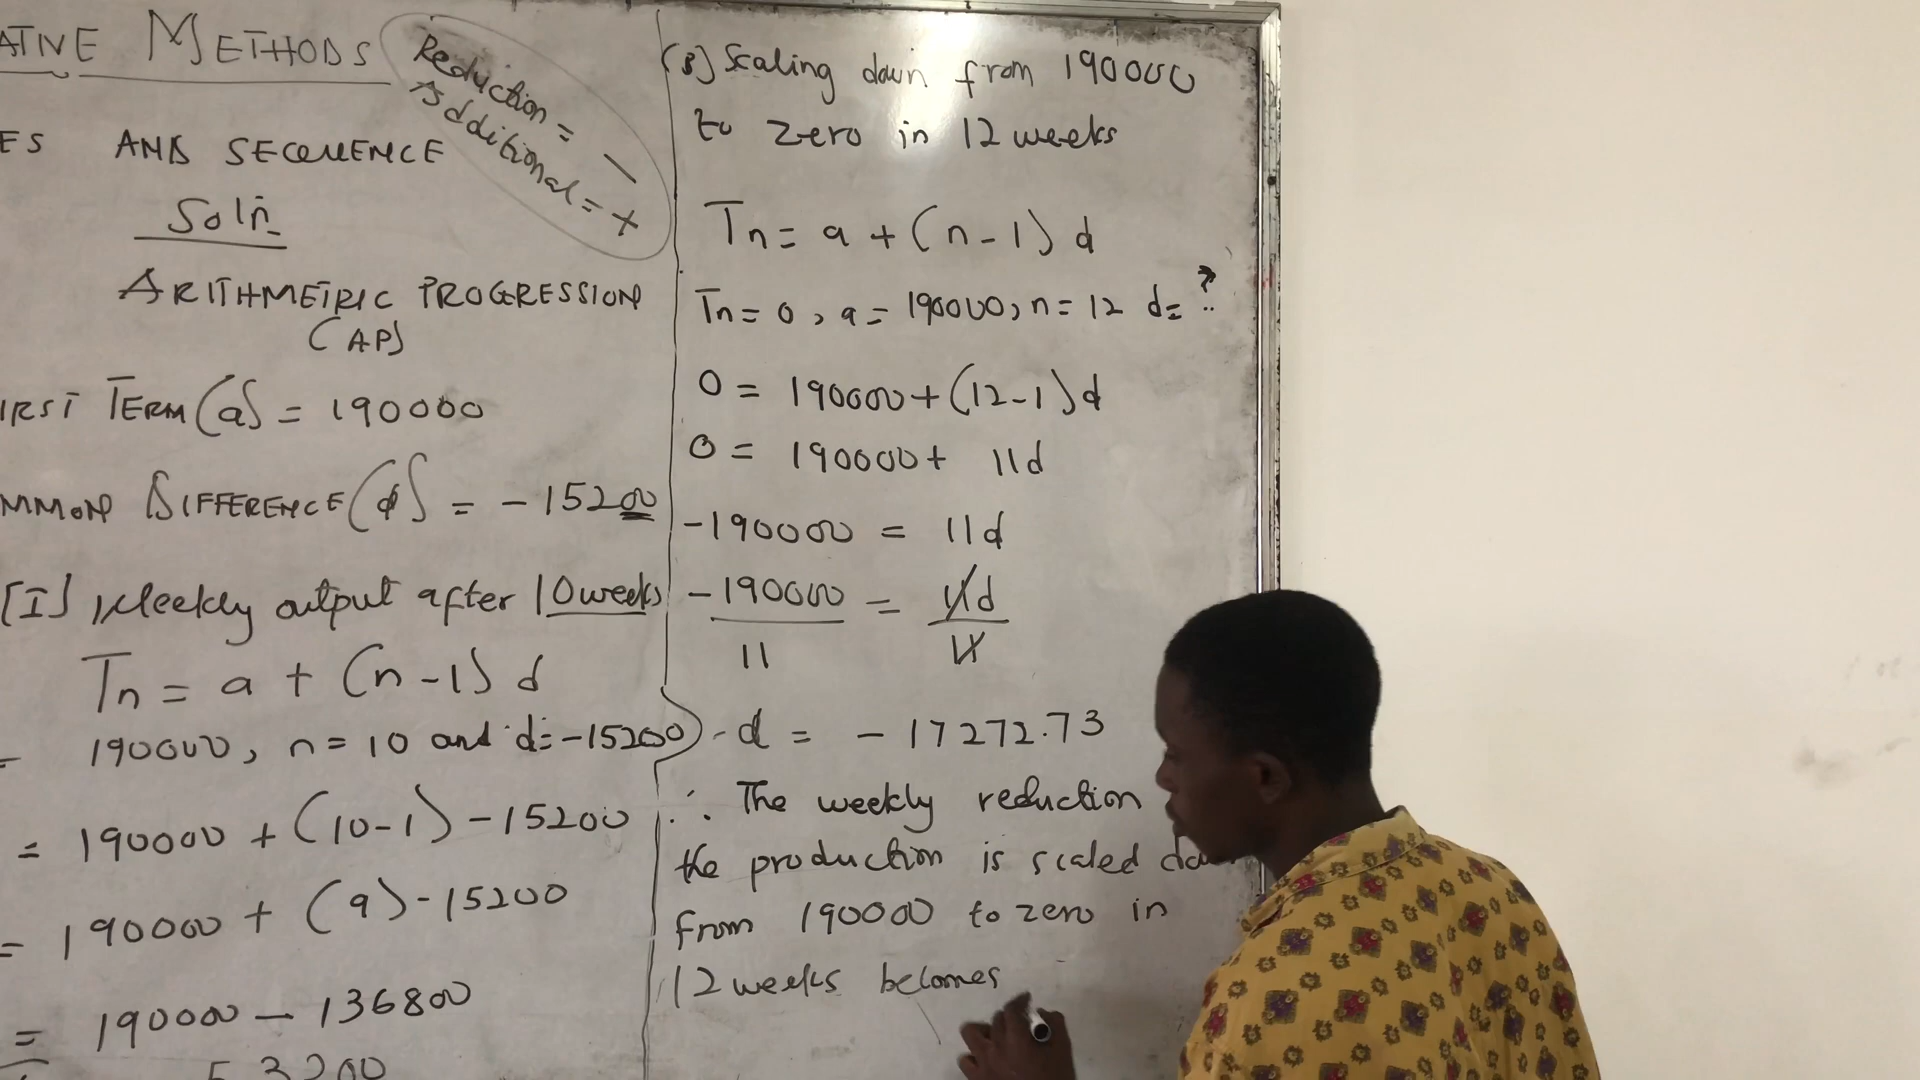 ATIVE METHODS
Reduction = -
Additional = +
ES AND SEQUENCE
Soln
ARITHMETRIC PROGRESSION
(AP)
IRST TERM (a) = 190000
MMON DIFFERENCE (d) = -15200
[I] Weekly output after 10 weeks
Tn = a + (n-1) d
= 190000, n = 10 and d = -15200
= 190000 + (10-1) -15200
= 190000 + (9) -15200
= 190000 - 136800
53200
(B) Scaling down from 190000
to zero in 12 weeks
Tn = a + (n-1) d
Tn = 0, a = 190000, n = 12 d = ?
0 = 190000 + (12-1) d
0 = 190000 + 11d
-190000 = 11d
-190000 = 11d
11 11
d = -17272.73
∴ The weekly reduction
the production is scaled do
from 190000 to zero in
12 weeks becomes